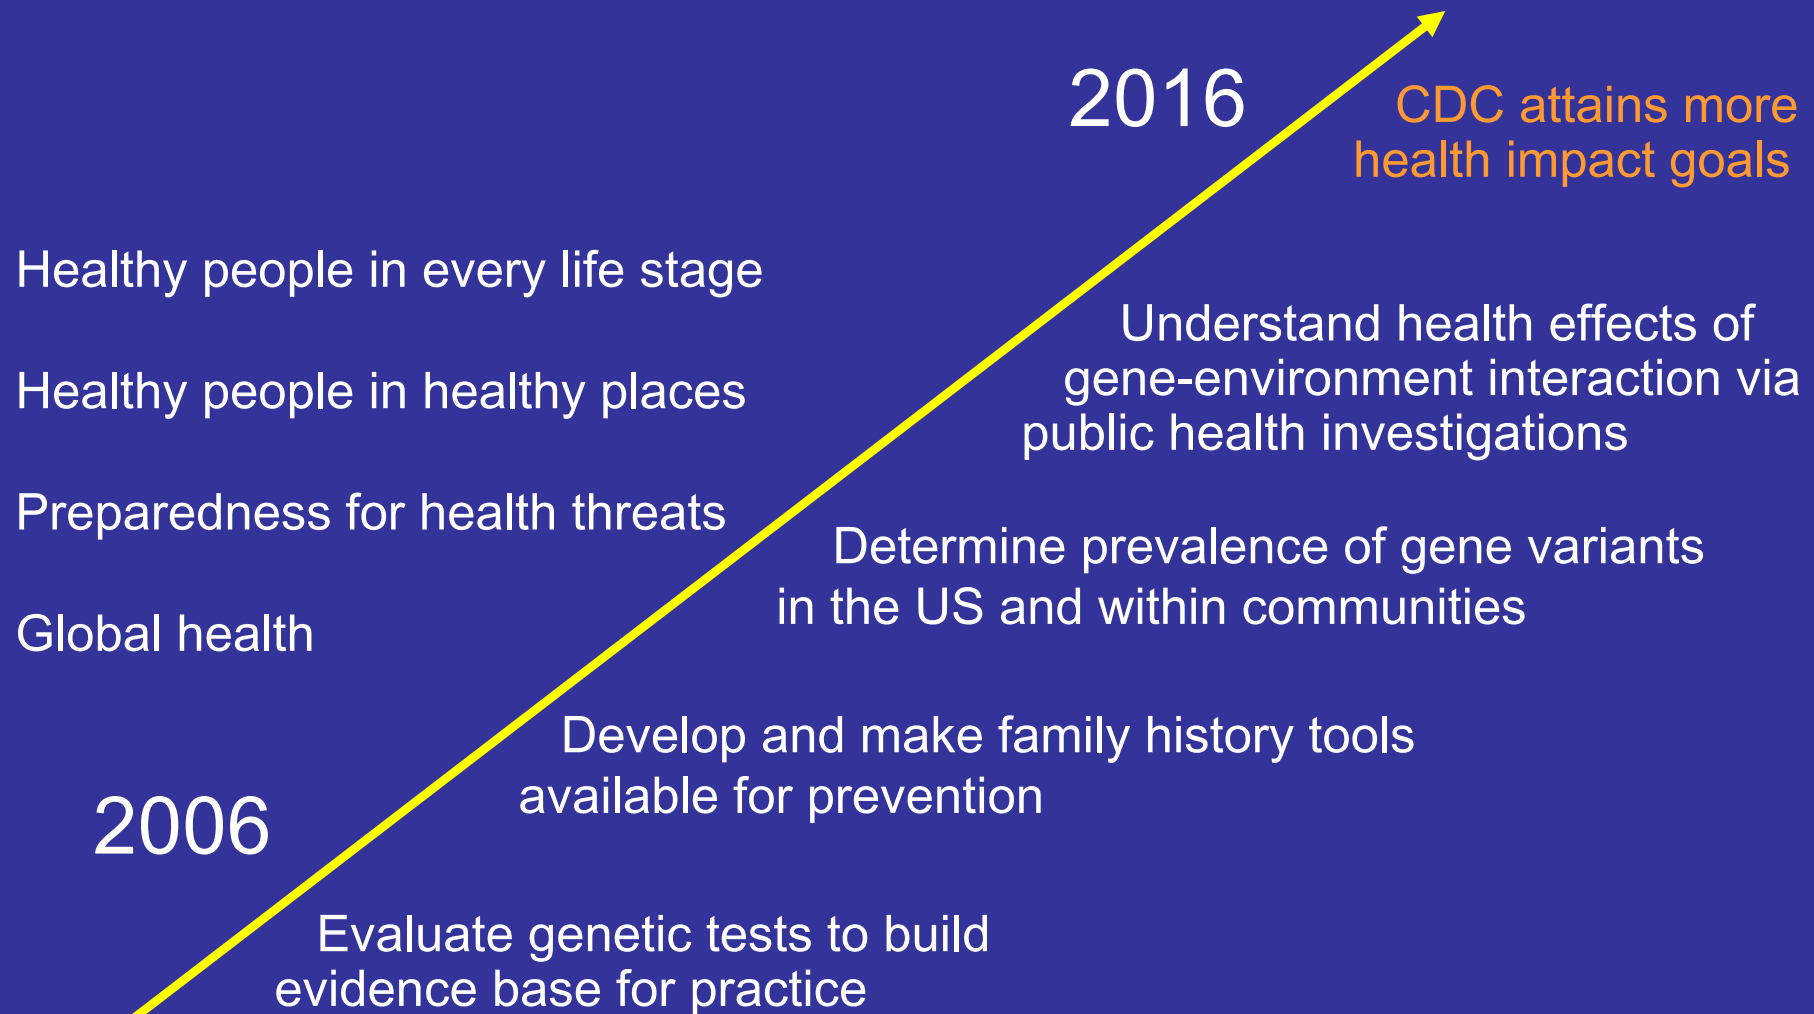 2016
CDC attains more
health impact goals
Healthy people in every life stage
Healthy people in healthy places
Preparedness for health threats
Global health
2006
Understand health effects of
gene-environment interaction via
public health investigations
Determine prevalence of gene variants
in the US and within communities
Develop and make family history tools
available for prevention
Evaluate genetic tests to build
evidence base for practice